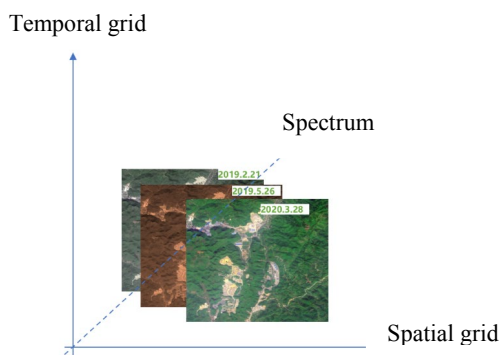 Temporal grid
Spectrum
2019.2.21
2019.5.26
2020.3.28
Spatial grid